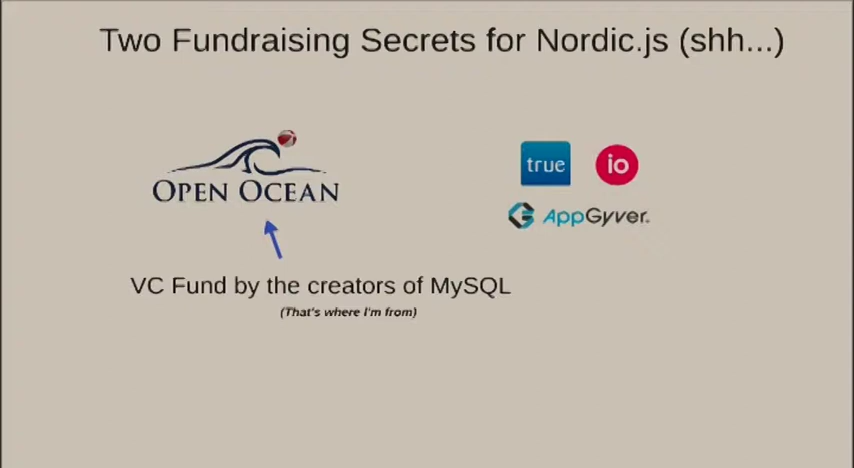 Two Fundraising Secrets for Nordic.js (shh...)
OPEN OCEAN
true
io
AppGyver.
VC Fund by the creators of MySQL
(That's where I'm from)